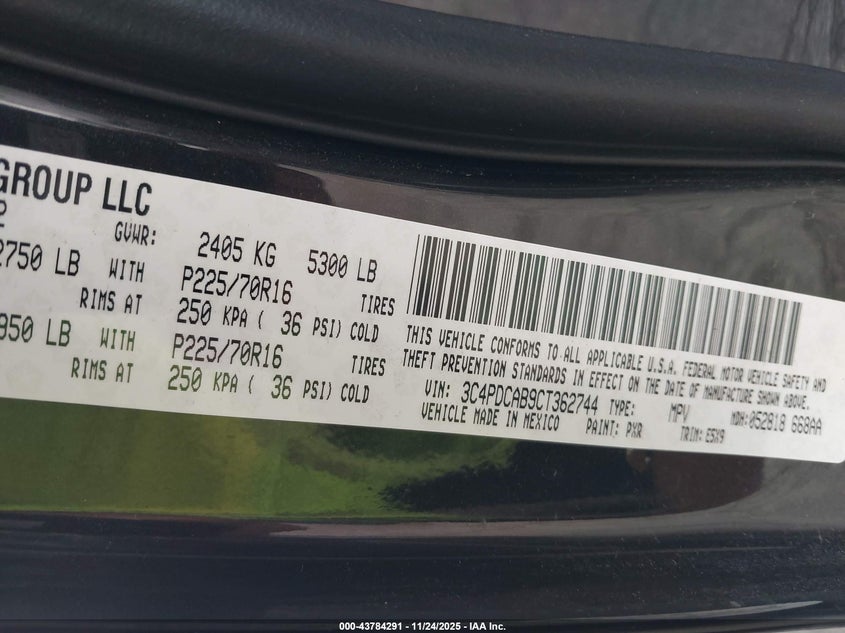 GROUP LLC
2
GVWR: 2405 KG 5300 LB
2750 LB WITH P225/70R16 TIRES
RIMS AT 250 KPA ( 36 PSI) COLD
950 LB WITH P225/70R16 TIRES
RIMS AT 250 KPA ( 36 PSI) COLD
THIS VEHICLE CONFORMS TO ALL APPLICABLE U.S.A. FEDERAL MOTOR VEHICLE SAFETY AND
THEFT PREVENTION STANDARDS IN EFFECT ON THE DATE OF MANUFACTURE SHOWN ABOVE.
VIN: 3C4PDCAB9CT362744 TYPE: MPV MDH:052818 668AA
VEHICLE MADE IN MEXICO PAINT: PXR TRIM: E5X9
000-43784291 - 11/24/2025 - IAA Inc.